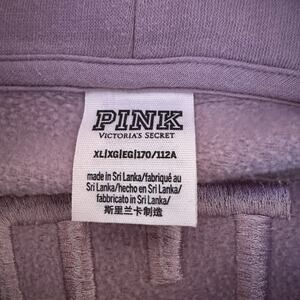 PINK
VICTORIA'S SECRET
XL|XG|EG|170/112A
made in Sri Lanka/fabriqué au
Sri Lanka/hecho en Sri Lanka/
fabbricato in Sri Lanka/
斯里兰卡制造